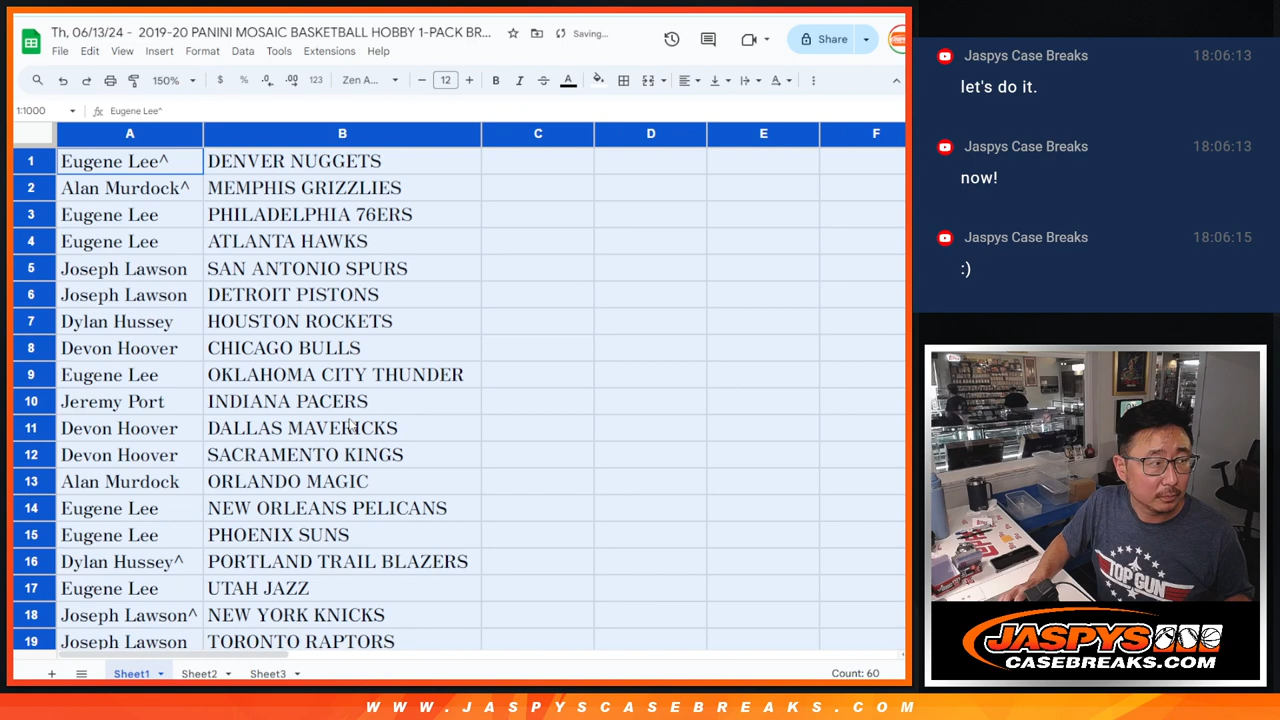 Th, 06/13/24 - 2019-20 PANINI MOSAIC BASKETBALL HOBBY 1-PACK BR...
Saving...
Share
File Edit View Insert Format Data Tools Extensions Help
150% $ % .0 .00 123 Zen A... 12 B I A
1:1000 fx Eugene Lee^
A B C D E F
1 Eugene Lee^ DENVER NUGGETS
2 Alan Murdock^ MEMPHIS GRIZZLIES
3 Eugene Lee PHILADELPHIA 76ERS
4 Eugene Lee ATLANTA HAWKS
5 Joseph Lawson SAN ANTONIO SPURS
6 Joseph Lawson DETROIT PISTONS
7 Dylan Hussey HOUSTON ROCKETS
8 Devon Hoover CHICAGO BULLS
9 Eugene Lee OKLAHOMA CITY THUNDER
10 Jeremy Port INDIANA PACERS
11 Devon Hoover DALLAS MAVERICKS
12 Devon Hoover SACRAMENTO KINGS
13 Alan Murdock ORLANDO MAGIC
14 Eugene Lee NEW ORLEANS PELICANS
15 Eugene Lee PHOENIX SUNS
16 Dylan Hussey^ PORTLAND TRAIL BLAZERS
17 Eugene Lee UTAH JAZZ
18 Joseph Lawson^ NEW YORK KNICKS
19 Joseph Lawson TORONTO RAPTORS
Sheet1 Sheet2 Sheet3 Count: 60
Jaspys Case Breaks 18:06:13
let's do it.
Jaspys Case Breaks 18:06:13
now!
Jaspys Case Breaks 18:06:15
:)
TOP GUN
JASPYS
CASEBREAKS.COM
WWW.JASPYSCASEBREAKS.COM